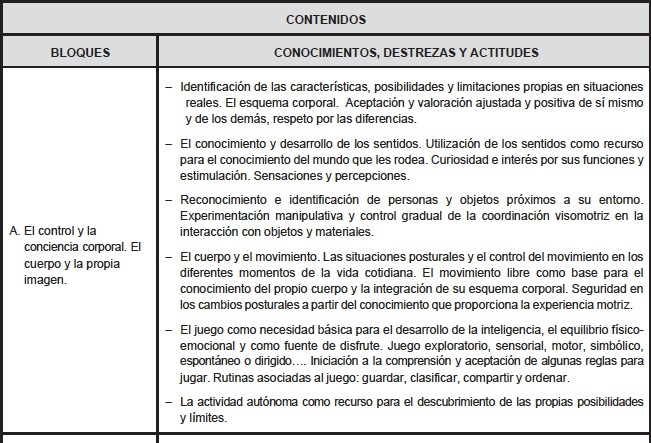 CONTENIDOS
BLOQUES
CONOCIMIENTOS, DESTREZAS Y ACTITUDES
A. El control y la
conciencia corporal. El
cuerpo y la propia
imagen.
– Identificación de las características, posibilidades y limitaciones propias en situaciones
reales. El esquema corporal. Aceptación y valoración ajustada y positiva de sí mismo
y de los demás, respeto por las diferencias.
– El conocimiento y desarrollo de los sentidos. Utilización de los sentidos como recurso
para el conocimiento del mundo que les rodea. Curiosidad e interés por sus funciones y
estimulación. Sensaciones y percepciones.
– Reconocimiento e identificación de personas y objetos próximos a su entorno.
Experimentación manipulativa y control gradual de la coordinación visomotriz en la
interacción con objetos y materiales.
– El cuerpo y el movimiento. Las situaciones posturales y el control del movimiento en los
diferentes momentos de la vida cotidiana. El movimiento libre como base para el
conocimiento del propio cuerpo y la integración de su esquema corporal. Seguridad en
los cambios posturales a partir del conocimiento que proporciona la experiencia motriz.
– El juego como necesidad básica para el desarrollo de la inteligencia, el equilibrio físico-
emocional y como fuente de disfrute. Juego exploratorio, sensorial, motor, simbólico,
espontáneo o dirigido…. Iniciación a la comprensión y aceptación de algunas reglas para
jugar. Rutinas asociadas al juego: guardar, clasificar, compartir y ordenar.
– La actividad autónoma como recurso para el descubrimiento de las propias posibilidades
y límites.